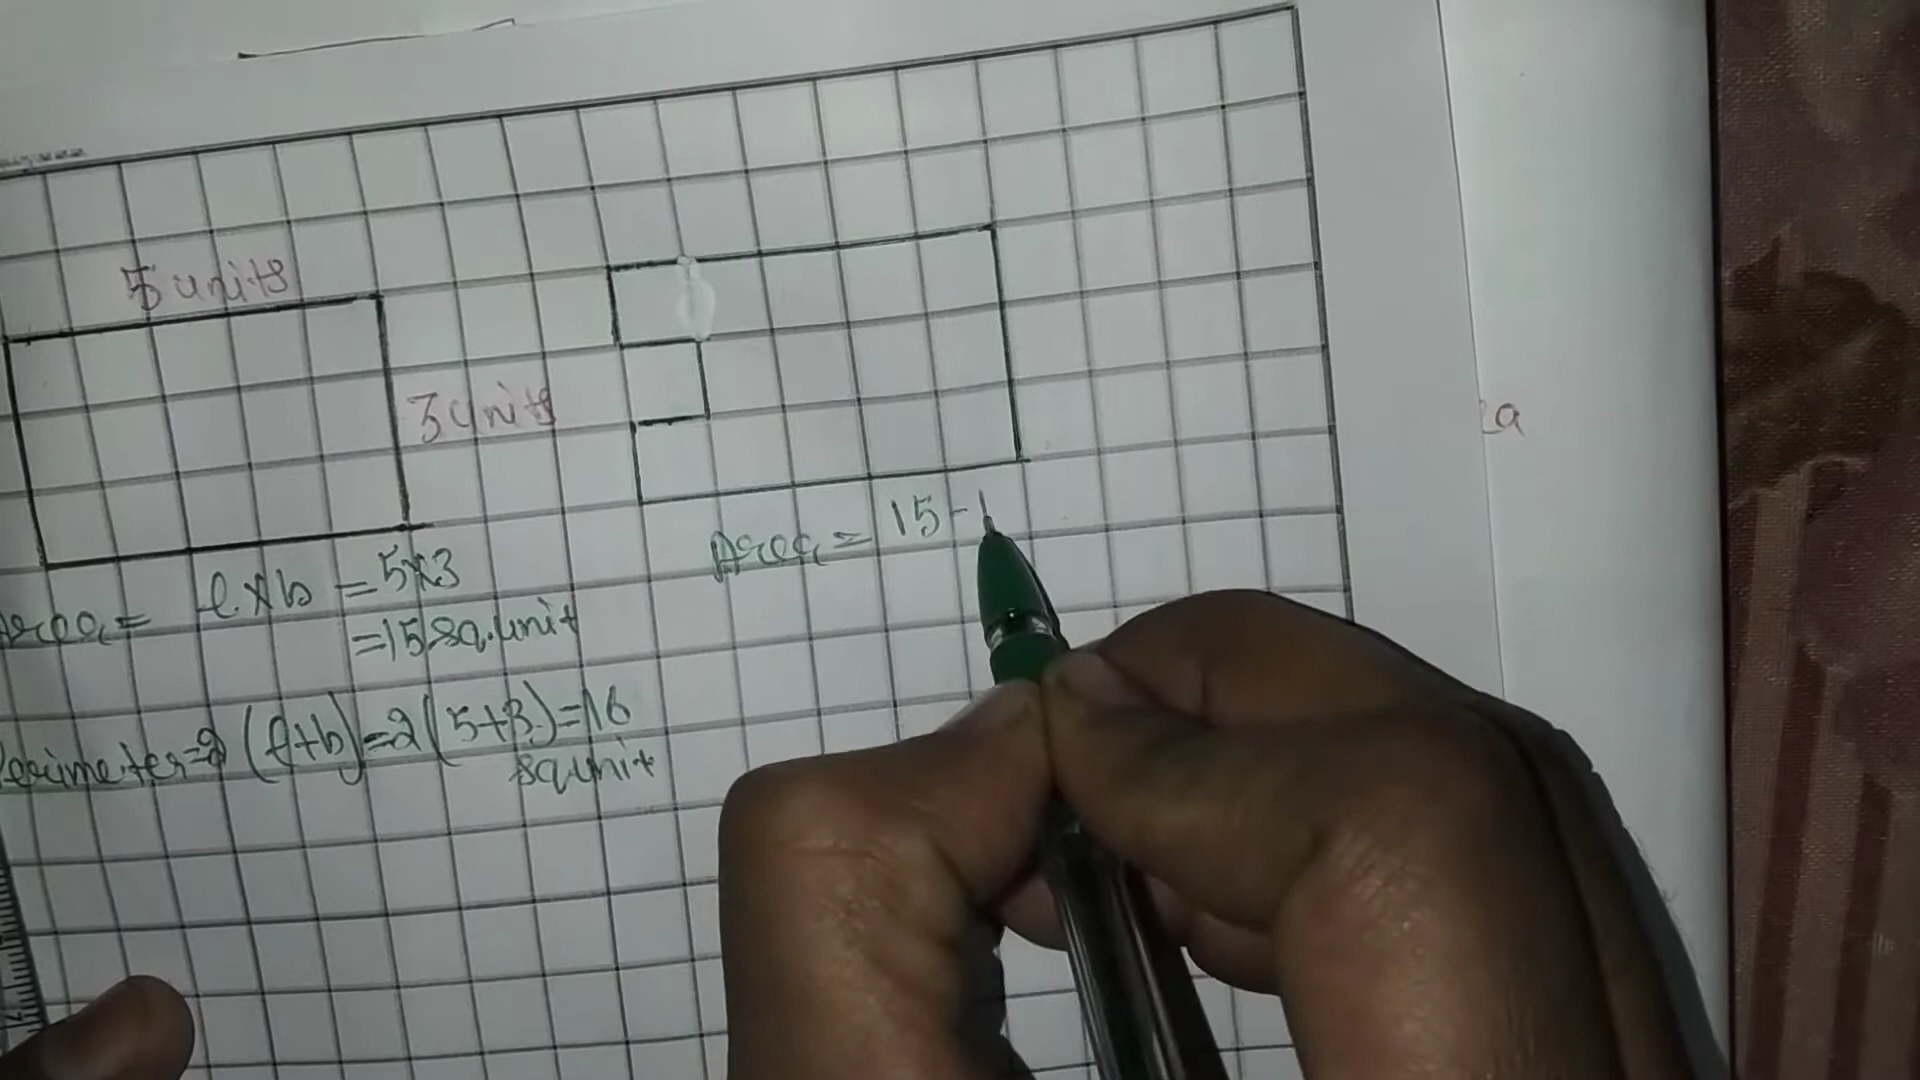 5 units
3 units
Area = l×b = 5×3
=15 sq.unit
Perimeter=2 (l+b)=2(5+3)=16
sq unit
Area = 15-1
a